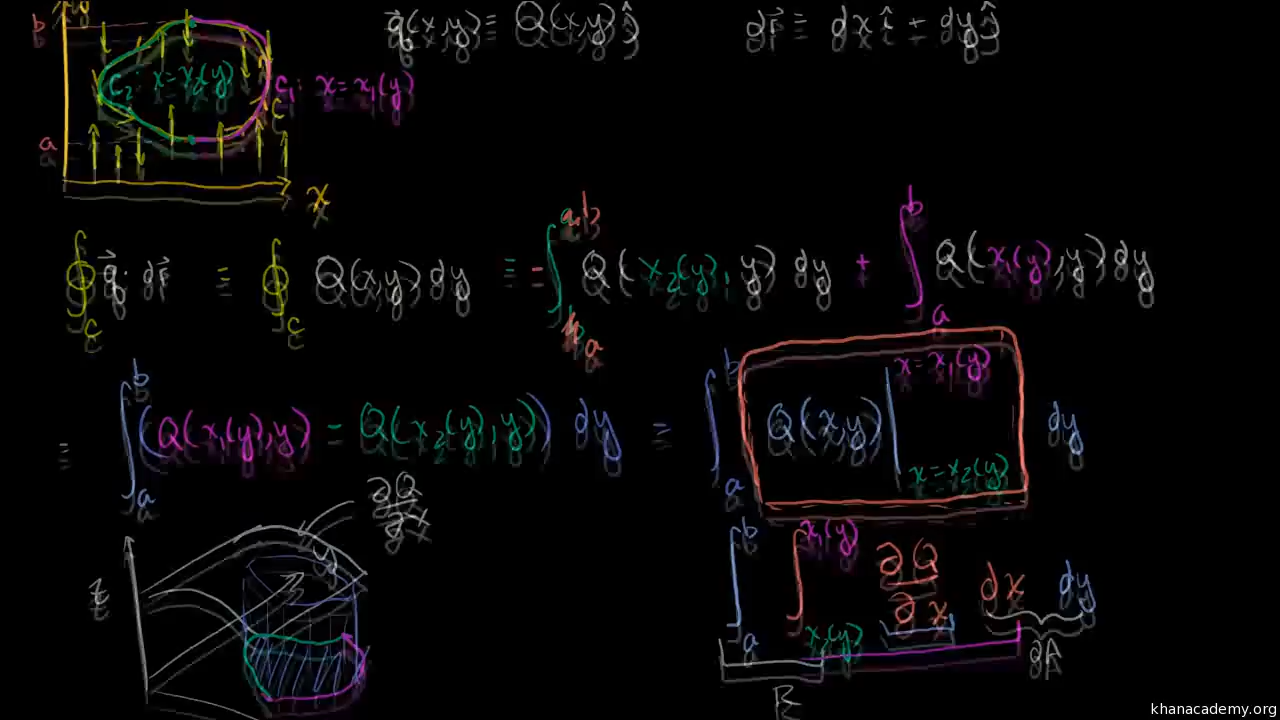 y
b q⃗(x,y) ≡ Q(x,y) ĵ dr⃗ ≡ dx î + dy ĵ
C₂: x=x₂(y) C₁: x=x₁(y)
C
a
x
∮_C q⃗ · dr⃗ ≡ ∮_C Q(x,y) dy ≡ -∫_a^b Q(x₂(y), y) dy + ∫_a^b Q(x₁(y), y) dy
≡ ∫_a^b (Q(x₁(y),y) - Q(x₂(y),y)) dy = ∫_a^b Q(x,y) |_{x=x₂(y)}^{x=x₁(y)} dy
∂Q/∂x
∫_a^b ∫_{x₂(y)}^{x₁(y)} ∂Q/∂x dx dy
z y
dA
R
khanacademy.org